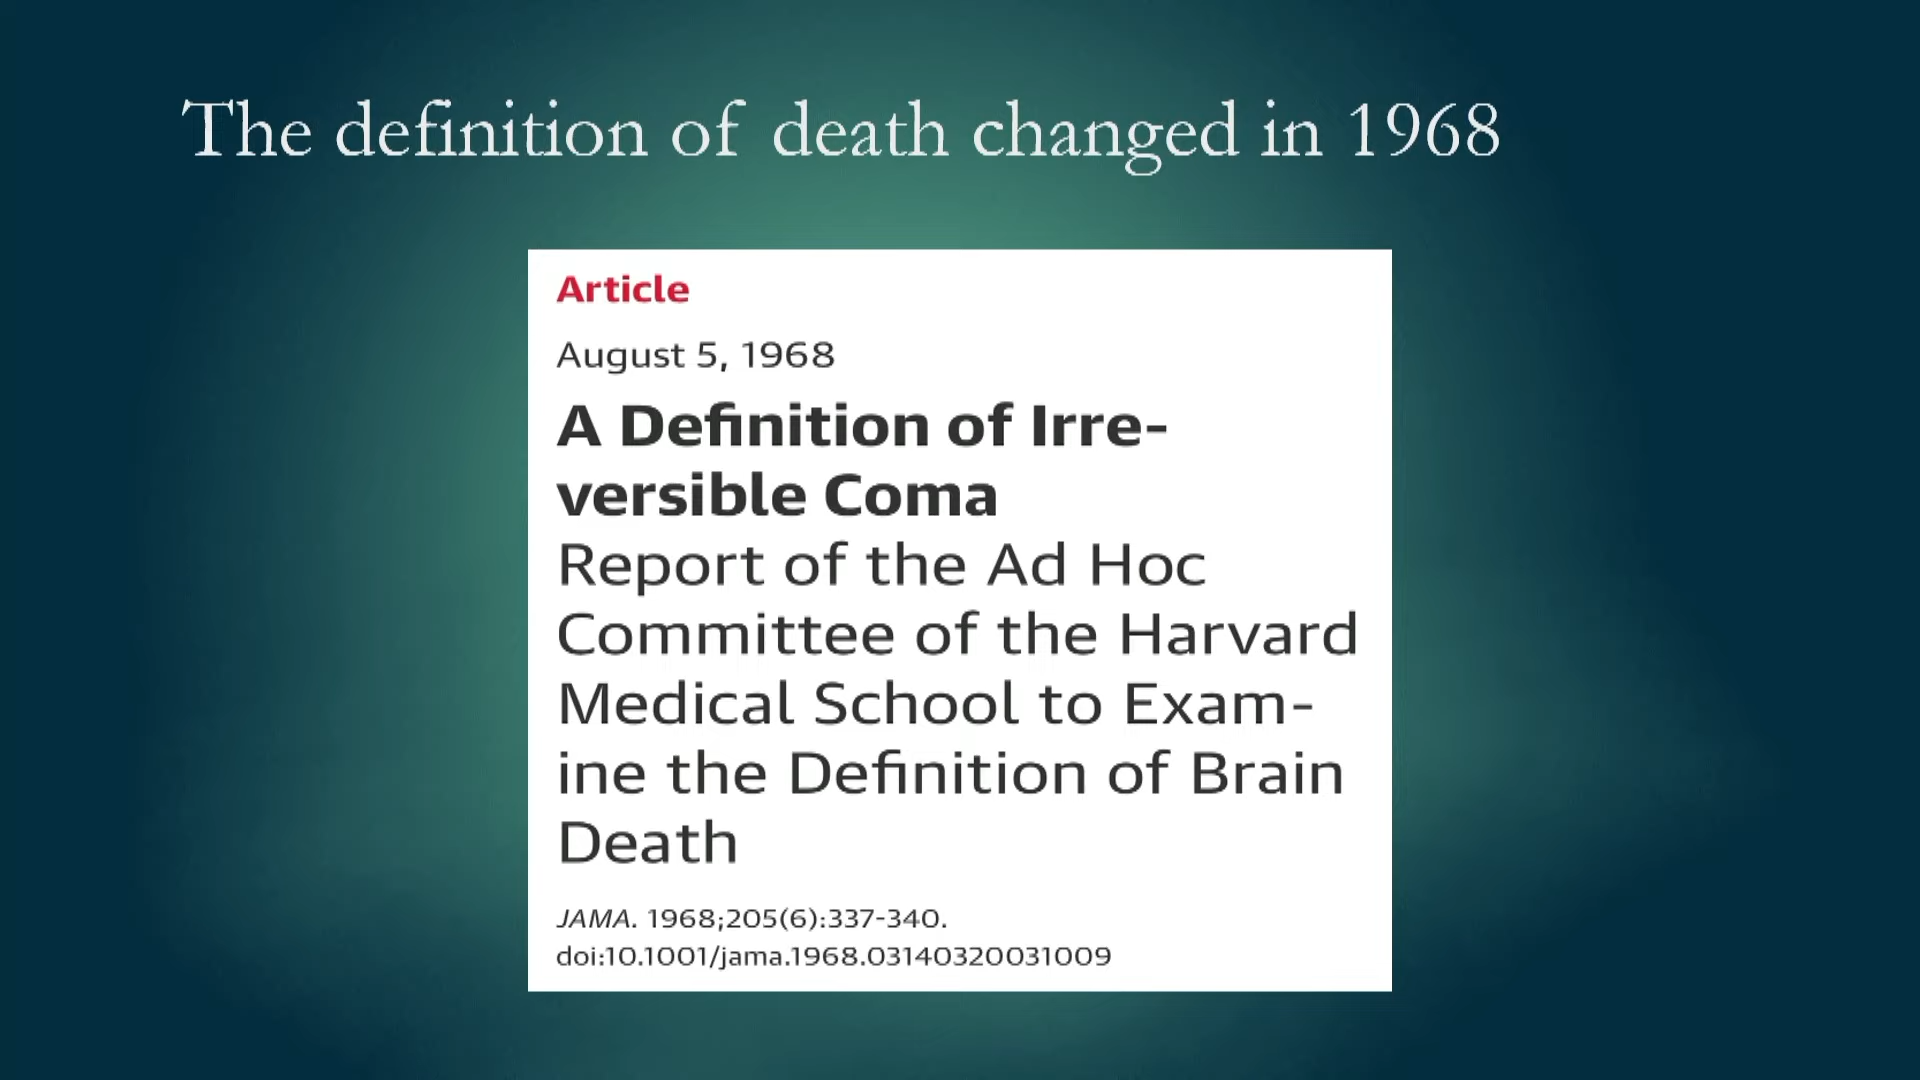 The definition of death changed in 1968
Article
August 5, 1968
A Definition of Irre-
versible Coma
Report of the Ad Hoc
Committee of the Harvard
Medical School to Exam-
ine the Definition of Brain
Death
JAMA. 1968;205(6):337-340.
doi:10.1001/jama.1968.03140320031009